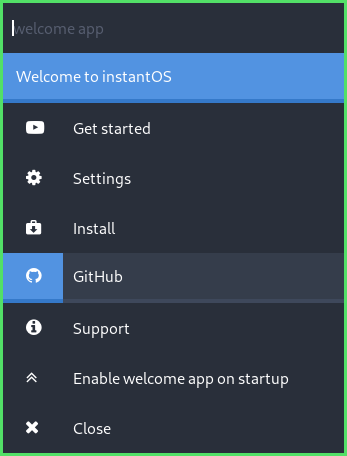 welcome app
Welcome to instantOS
Get started
Settings
Install
GitHub
Support
Enable welcome app on startup
Close